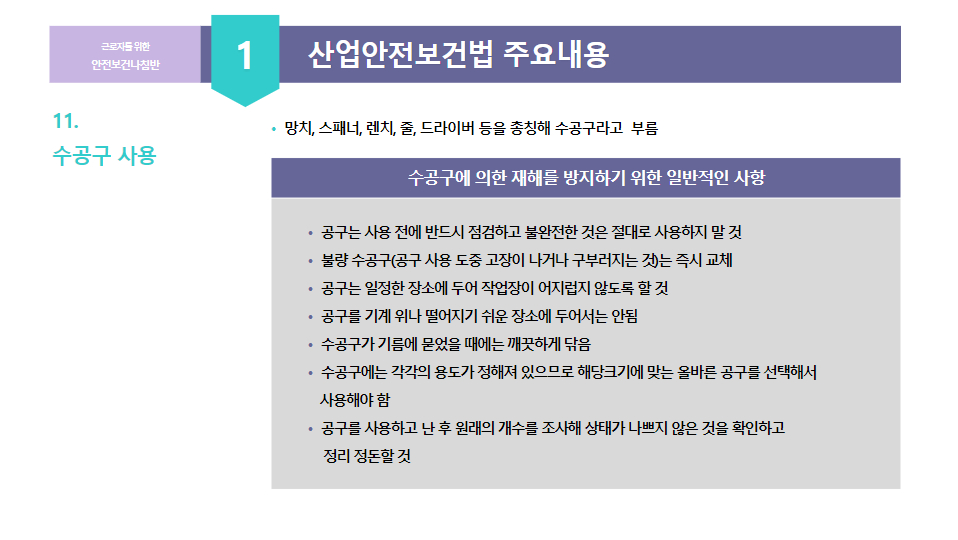 근로자를 위한
안전보건나침반
1
산업안전보건법 주요내용
11.
수공구 사용
• 망치, 스패너, 렌치, 줄, 드라이버 등을 총칭해 수공구라고 부름
수공구에 의한 재해를 방지하기 위한 일반적인 사항
• 공구는 사용 전에 반드시 점검하고 불완전한 것은 절대로 사용하지 말 것
• 불량 수공구(공구 사용 도중 고장이 나거나 구부러지는 것)는 즉시 교체
• 공구는 일정한 장소에 두어 작업장이 어지럽지 않도록 할 것
• 공구를 기계 위나 떨어지기 쉬운 장소에 두어서는 안됨
• 수공구가 기름에 묻었을 때에는 깨끗하게 닦음
• 수공구에는 각각의 용도가 정해져 있으므로 해당크기에 맞는 올바른 공구를 선택해서
사용해야 함
• 공구를 사용하고 난 후 원래의 개수를 조사해 상태가 나쁘지 않은 것을 확인하고
정리 정돈할 것